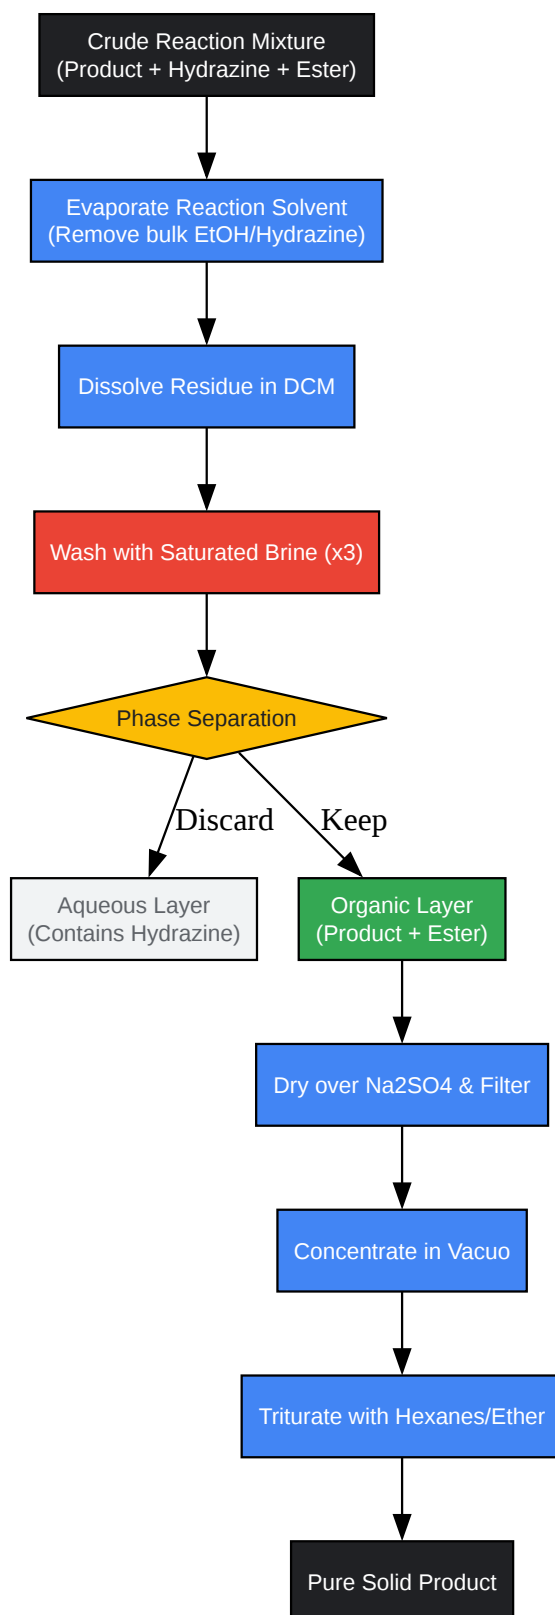 Crude Reaction Mixture
(Product + Hydrazine + Ester)
Evaporate Reaction Solvent
(Remove bulk EtOH/Hydrazine)
Dissolve Residue in DCM
Wash with Saturated Brine (x3)
Phase Separation
Discard
Keep
Aqueous Layer
(Contains Hydrazine)
Organic Layer
(Product + Ester)
Dry over Na2SO4 & Filter
Concentrate in Vacuo
Triturate with Hexanes/Ether
Pure Solid Product